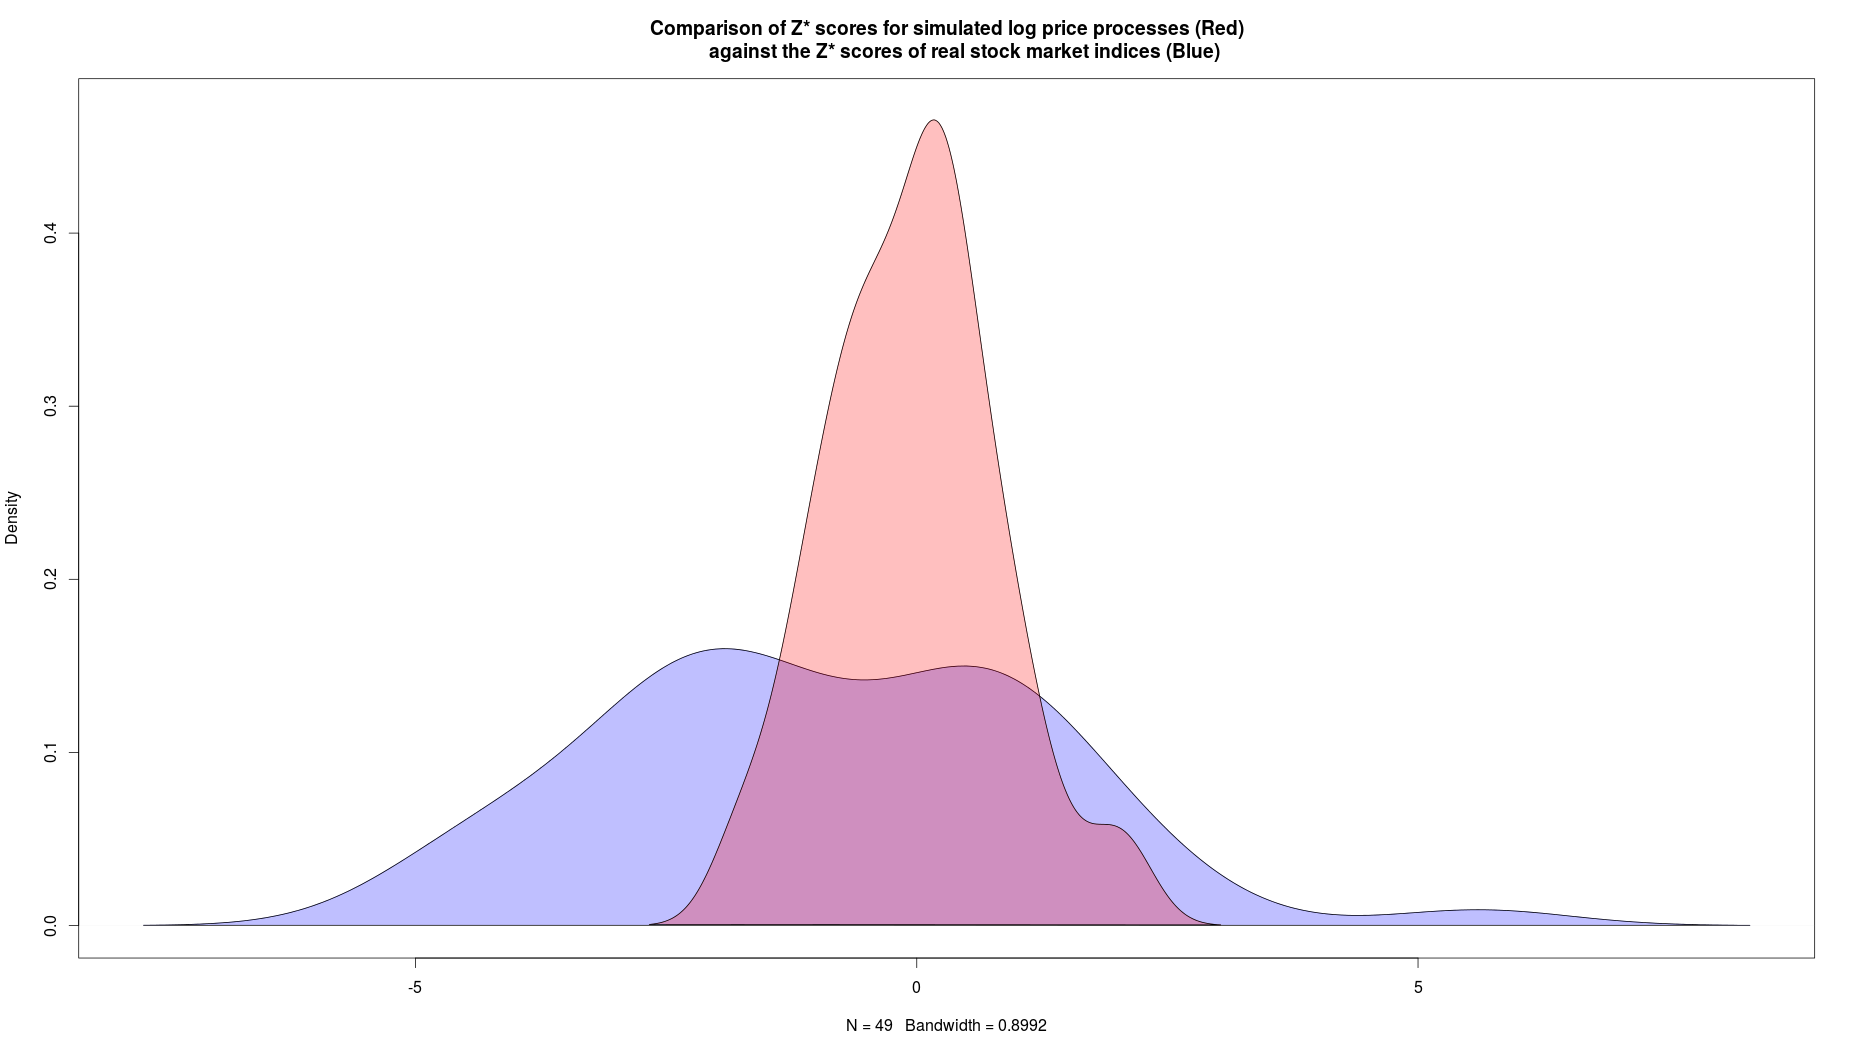 Comparison of Z* scores for simulated log price processes (Red)
against the Z* scores of real stock market indices (Blue)
Density
0.4
0.3
0.2
0.1
0.0
-5 0 5
N = 49 Bandwidth = 0.8992